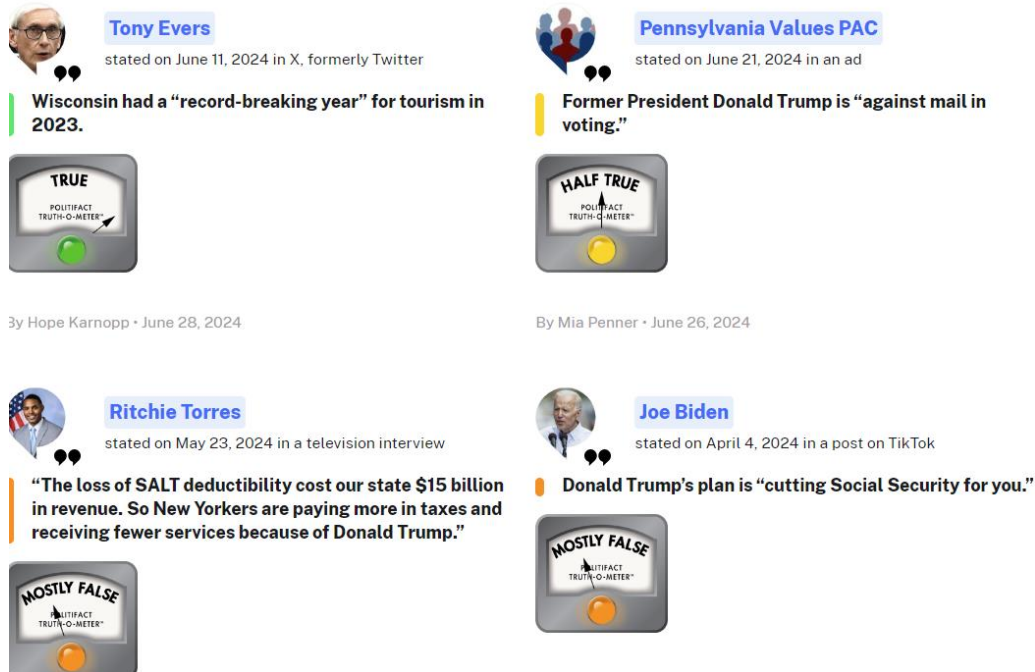 Tony Evers
stated on June 11, 2024 in X, formerly Twitter
Wisconsin had a “record-breaking year” for tourism in
2023.
TRUE
POLITIFACT
TRUTH-O-METER™
By Hope Karnopp • June 28, 2024
Pennsylvania Values PAC
stated on June 21, 2024 in an ad
Former President Donald Trump is “against mail in
voting.”
HALF TRUE
POLITIFACT
TRUTH-O-METER™
By Mia Penner • June 26, 2024
Ritchie Torres
stated on May 23, 2024 in a television interview
“The loss of SALT deductibility cost our state $15 billion
in revenue. So New Yorkers are paying more in taxes and
receiving fewer services because of Donald Trump.”
MOSTLY FALSE
POLITIFACT
TRUTH-O-METER™
Joe Biden
stated on April 4, 2024 in a post on TikTok
Donald Trump’s plan is “cutting Social Security for you.”
MOSTLY FALSE
POLITIFACT
TRUTH-O-METER™